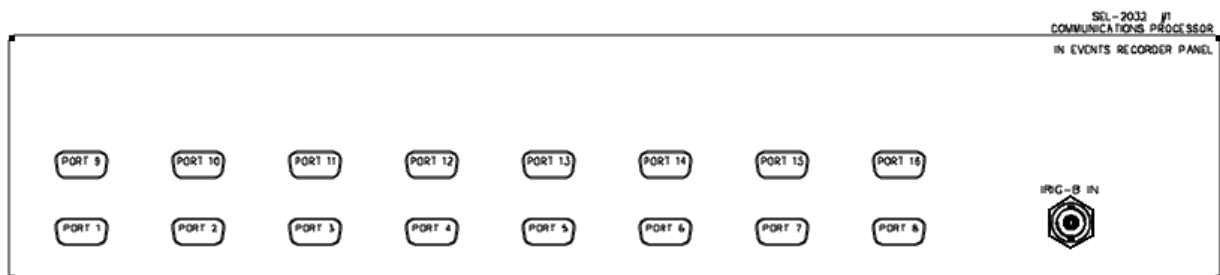 SEL-2032 #1
COMMUNICATIONS PROCESSOR
IN EVENTS RECORDER PANEL
PORT 9 PORT 10 PORT 11 PORT 12 PORT 13 PORT 14 PORT 15 PORT 16
IRIG-B IN
PORT 1 PORT 2 PORT 3 PORT 4 PORT 5 PORT 6 PORT 7 PORT 8